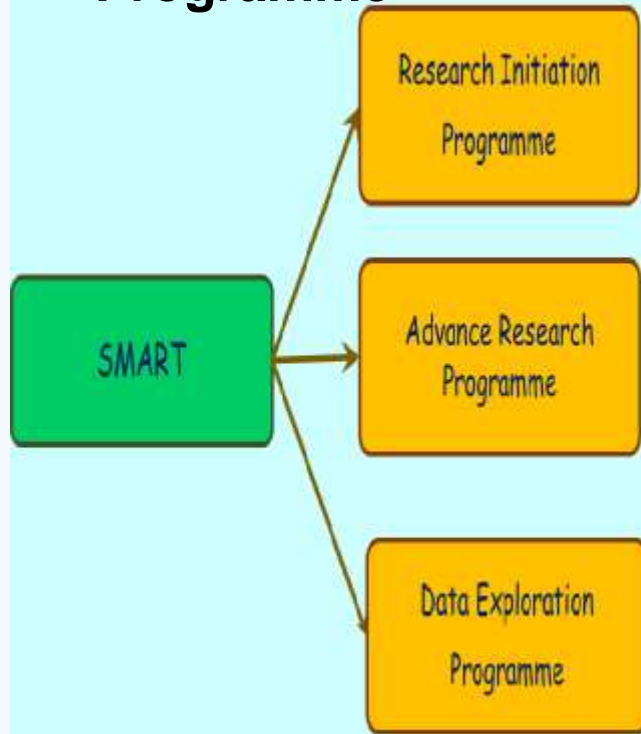 Programme
Research Initiation
Programme
SMART
Advance Research
Programme
Data Exploration
Programme